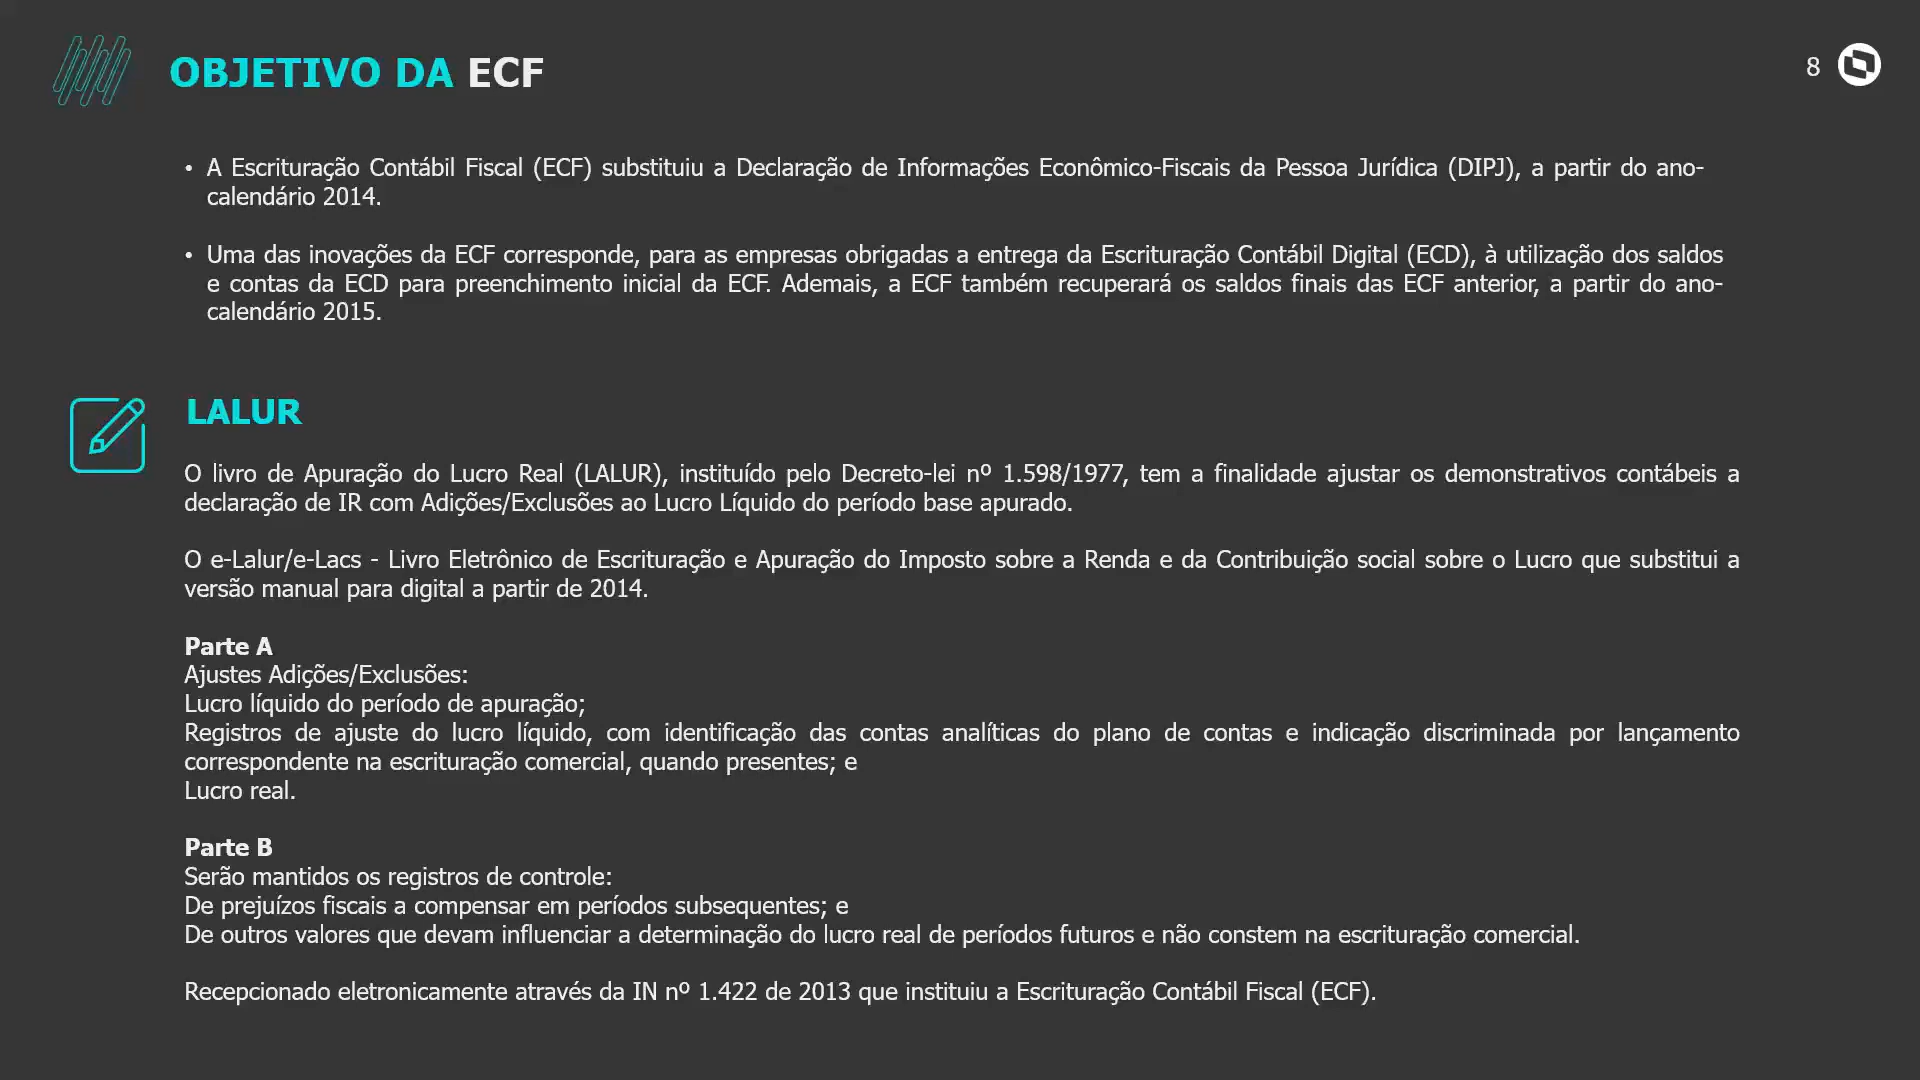 OBJETIVO DA ECF
8
• A Escrituração Contábil Fiscal (ECF) substituiu a Declaração de Informações Econômico-Fiscais da Pessoa Jurídica (DIPJ), a partir do ano-
calendário 2014.
• Uma das inovações da ECF corresponde, para as empresas obrigadas a entrega da Escrituração Contábil Digital (ECD), à utilização dos saldos
e contas da ECD para preenchimento inicial da ECF. Ademais, a ECF também recuperará os saldos finais das ECF anterior, a partir do ano-
calendário 2015.
LALUR
O livro de Apuração do Lucro Real (LALUR), instituído pelo Decreto-lei nº 1.598/1977, tem a finalidade ajustar os demonstrativos contábeis a
declaração de IR com Adições/Exclusões ao Lucro Líquido do período base apurado.
O e-Lalur/e-Lacs - Livro Eletrônico de Escrituração e Apuração do Imposto sobre a Renda e da Contribuição social sobre o Lucro que substitui a
versão manual para digital a partir de 2014.
Parte A
Ajustes Adições/Exclusões:
Lucro líquido do período de apuração;
Registros de ajuste do lucro líquido, com identificação das contas analíticas do plano de contas e indicação discriminada por lançamento
correspondente na escrituração comercial, quando presentes; e
Lucro real.
Parte B
Serão mantidos os registros de controle:
De prejuízos fiscais a compensar em períodos subsequentes; e
De outros valores que devam influenciar a determinação do lucro real de períodos futuros e não constem na escrituração comercial.
Recepcionado eletronicamente através da IN nº 1.422 de 2013 que instituiu a Escrituração Contábil Fiscal (ECF).